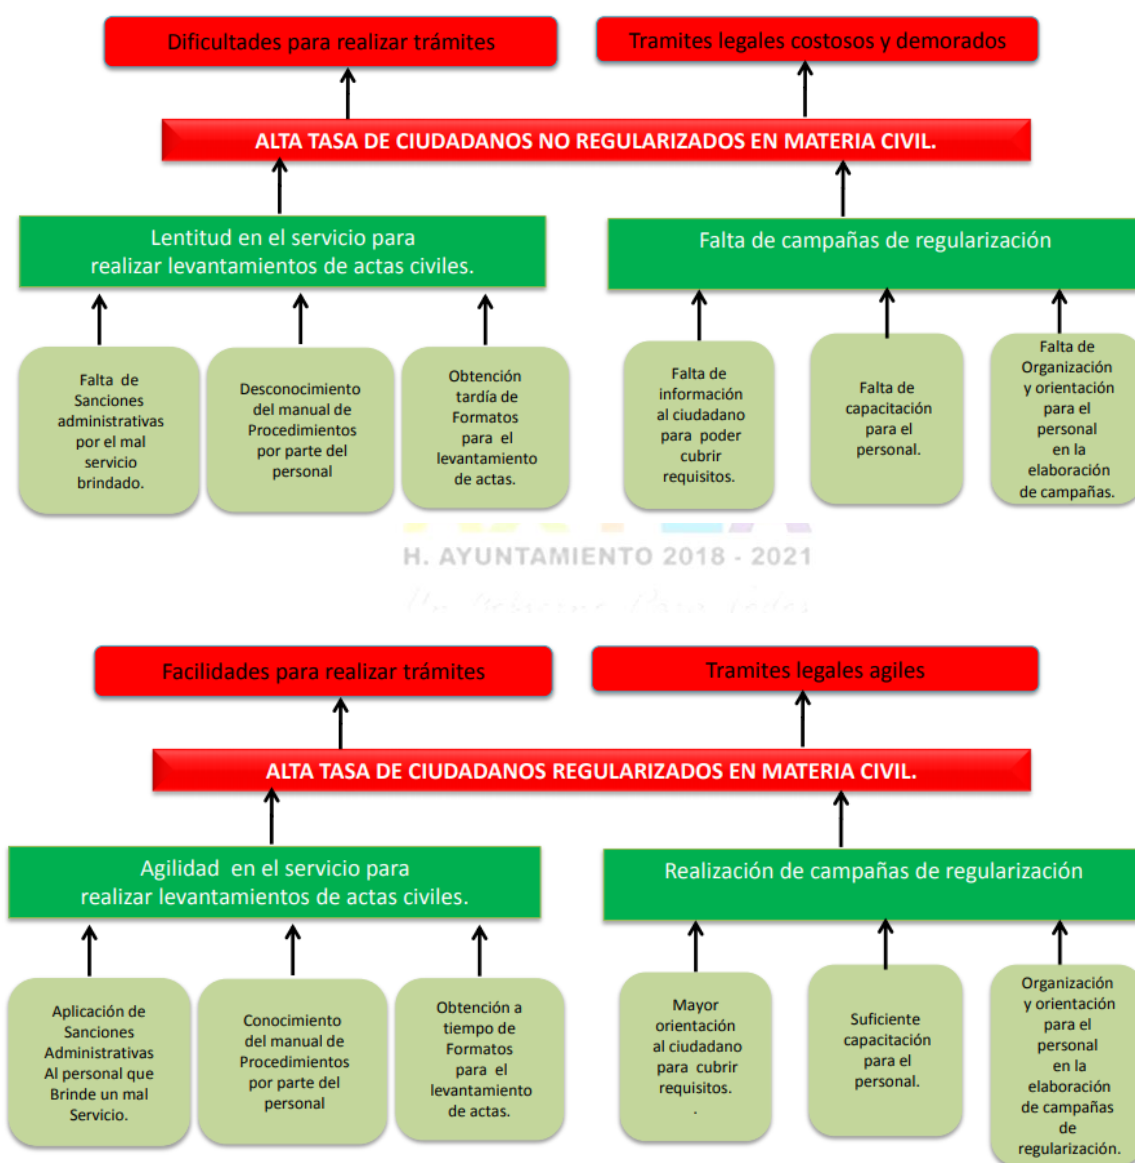 Dificultades para realizar trámites
Tramites legales costosos y demorados
ALTA TASA DE CIUDADANOS NO REGULARIZADOS EN MATERIA CIVIL.
Lentitud en el servicio para
realizar levantamientos de actas civiles.
Falta de campañas de regularización
Falta de
Sanciones
administrativas
por el mal
servicio
brindado.
Desconocimiento
del manual de
Procedimientos
por parte del
personal
Obtención
tardía de
Formatos
para el
levantamiento
de actas.
Falta de
información
al ciudadano
para poder
cubrir
requisitos.
Falta de
capacitación
para el
personal.
Falta de
Organización
y orientación
para el
personal
en la
elaboración
de campañas.
H. AYUNTAMIENTO 2018 - 2021
Un Gobierno Para Todos
Facilidades para realizar trámites
Tramites legales agiles
ALTA TASA DE CIUDADANOS REGULARIZADOS EN MATERIA CIVIL.
Agilidad en el servicio para
realizar levantamientos de actas civiles.
Realización de campañas de regularización
Aplicación de
Sanciones
Administrativas
Al personal que
Brinde un mal
Servicio.
Conocimiento
del manual de
Procedimientos
por parte del
personal
Obtención a
tiempo de
Formatos
para el
levantamiento
de actas.
Mayor
orientación
al ciudadano
para cubrir
requisitos.
.
Suficiente
capacitación
para el
personal.
Organización
y orientación
para el
personal
en la
elaboración
de campañas
de
regularización.